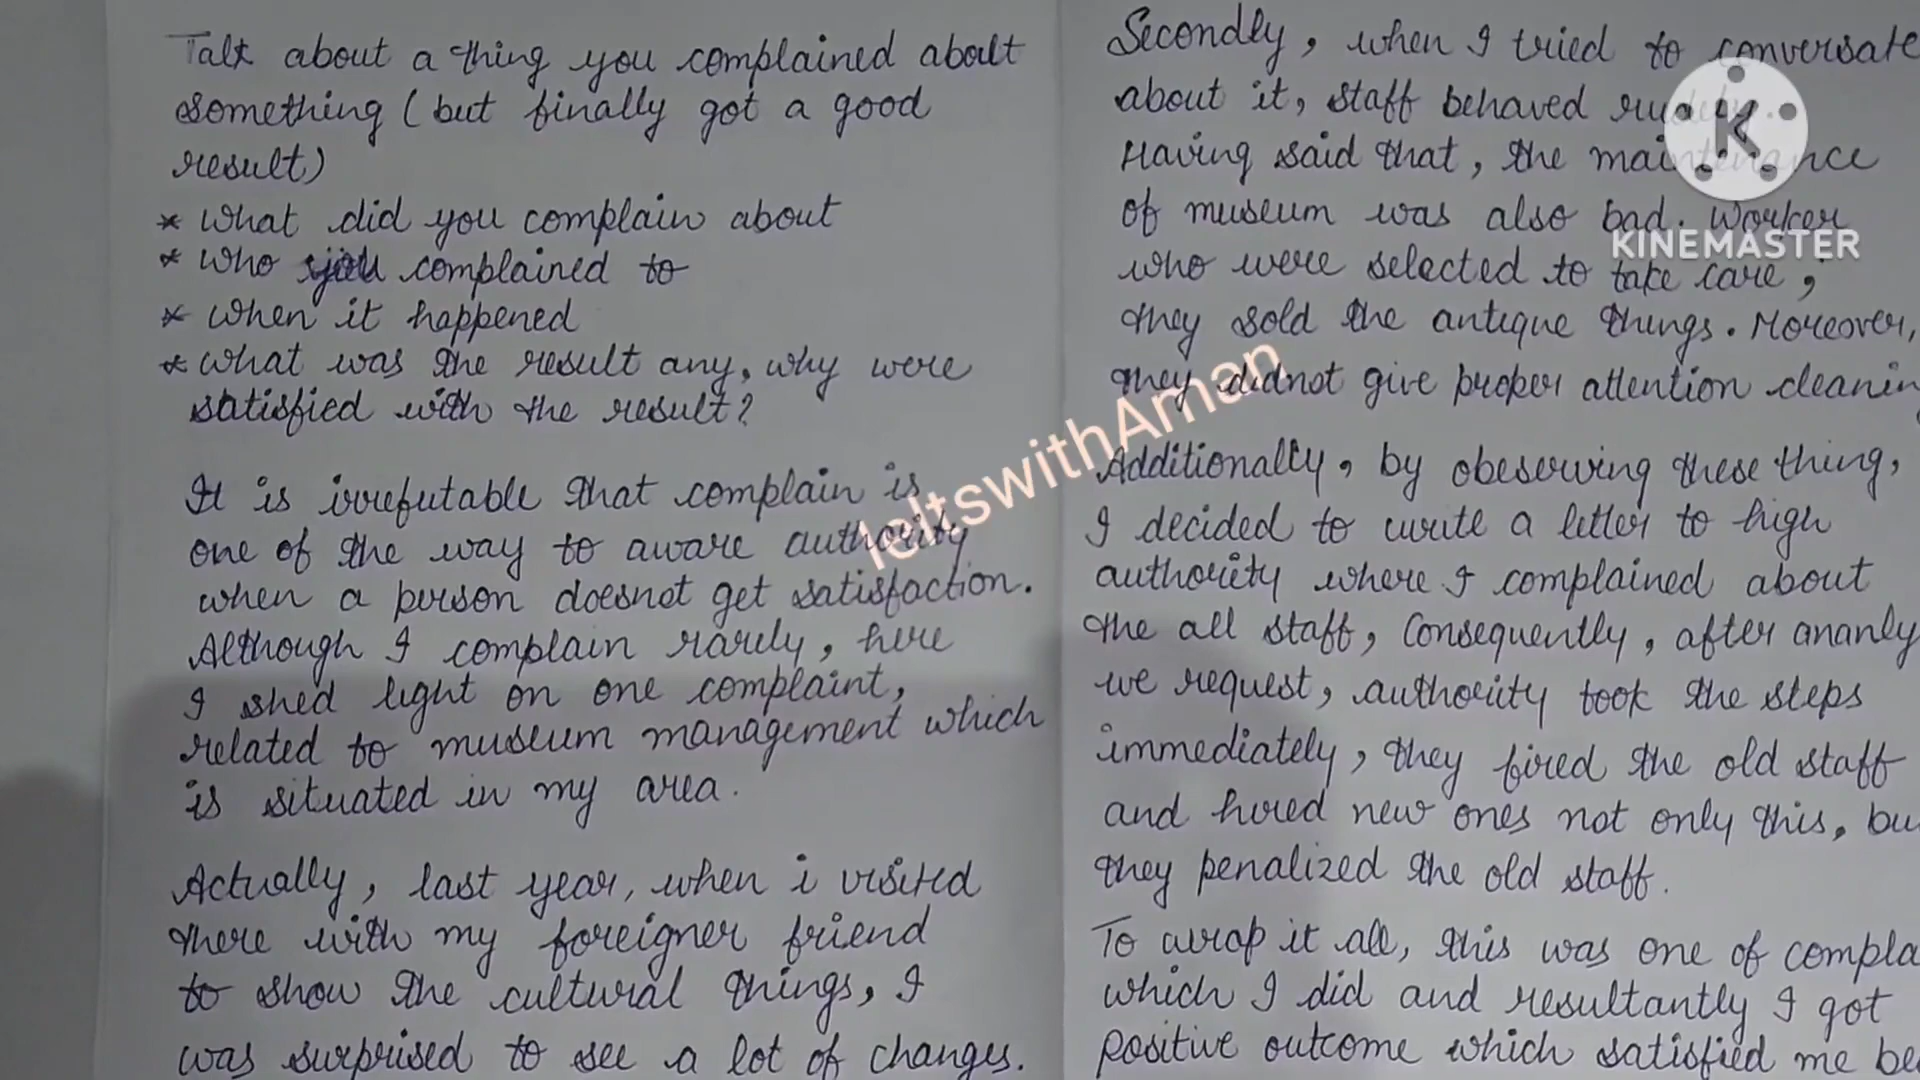 Talk about a thing you complained about
something (but finally got a good
result)
* what did you complain about
* who you complained to
* when it happened
* what was the result any, why were
satisfied with the result?
It is irrefutable that complain is
one of the way to aware authority
when a person doesnot get satisfaction.
Although I complain rarely, here
I shed light on one complaint,
related to museum management which
is situated in my area.
Actually, last year, when i visited
there with my foreigner friend
to show the cultural things, I
was surprised to see a lot of changes.
Secondly, when I tried to conversate
about it, staff behaved rudely.
Having said that, the maintenance
of museum was also bad. Worker
who were selected to take care,
they sold the antique things. Moreover,
they didnot give proper attention cleanin
Additionally, by obeserving these thing,
I decided to write a letter to high
authority where I complained about
the all staff, Consequently, after ananly
we request, authority took the steps
immediately, they fired the old staff
and hired new ones not only this, bu
they penalized the old staff.
To wrap it all, this was one of compla
which I did and resultantly I got
positive outcome which satisfied me be
IeltswithAman
K
KINEMASTER